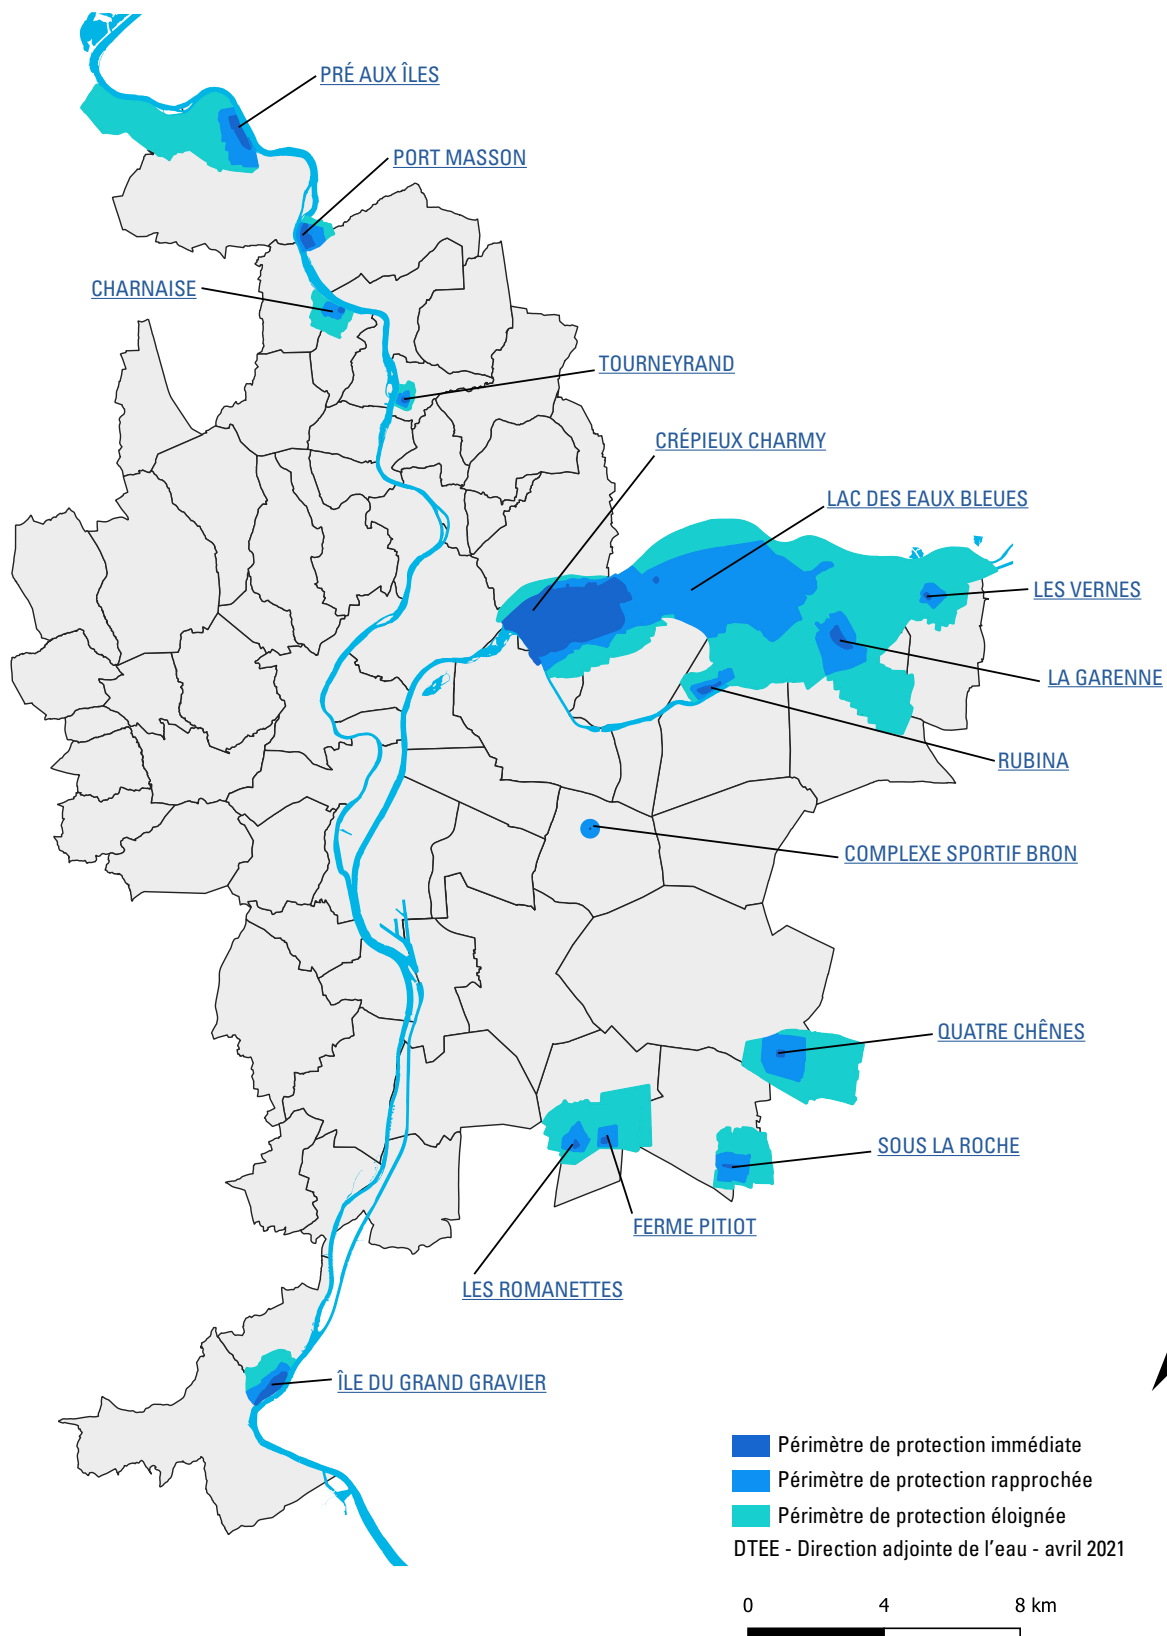 PRÉ AUX ÎLES
PORT MASSON
CHARNAISE
TOURNEYRAND
CRÉPIEUX CHARMY
LAC DES EAUX BLEUES
LES VERNES
LA GARENNE
RUBINA
COMPLEXE SPORTIF BRON
QUATRE CHÊNES
SOUS LA ROCHE
FERME PITIOT
LES ROMANETTES
ÎLE DU GRAND GRAVIER
Périmètre de protection immédiate
Périmètre de protection rapprochée
Périmètre de protection éloignée
DTEE - Direction adjointe de l'eau - avril 2021
0 4 8 km